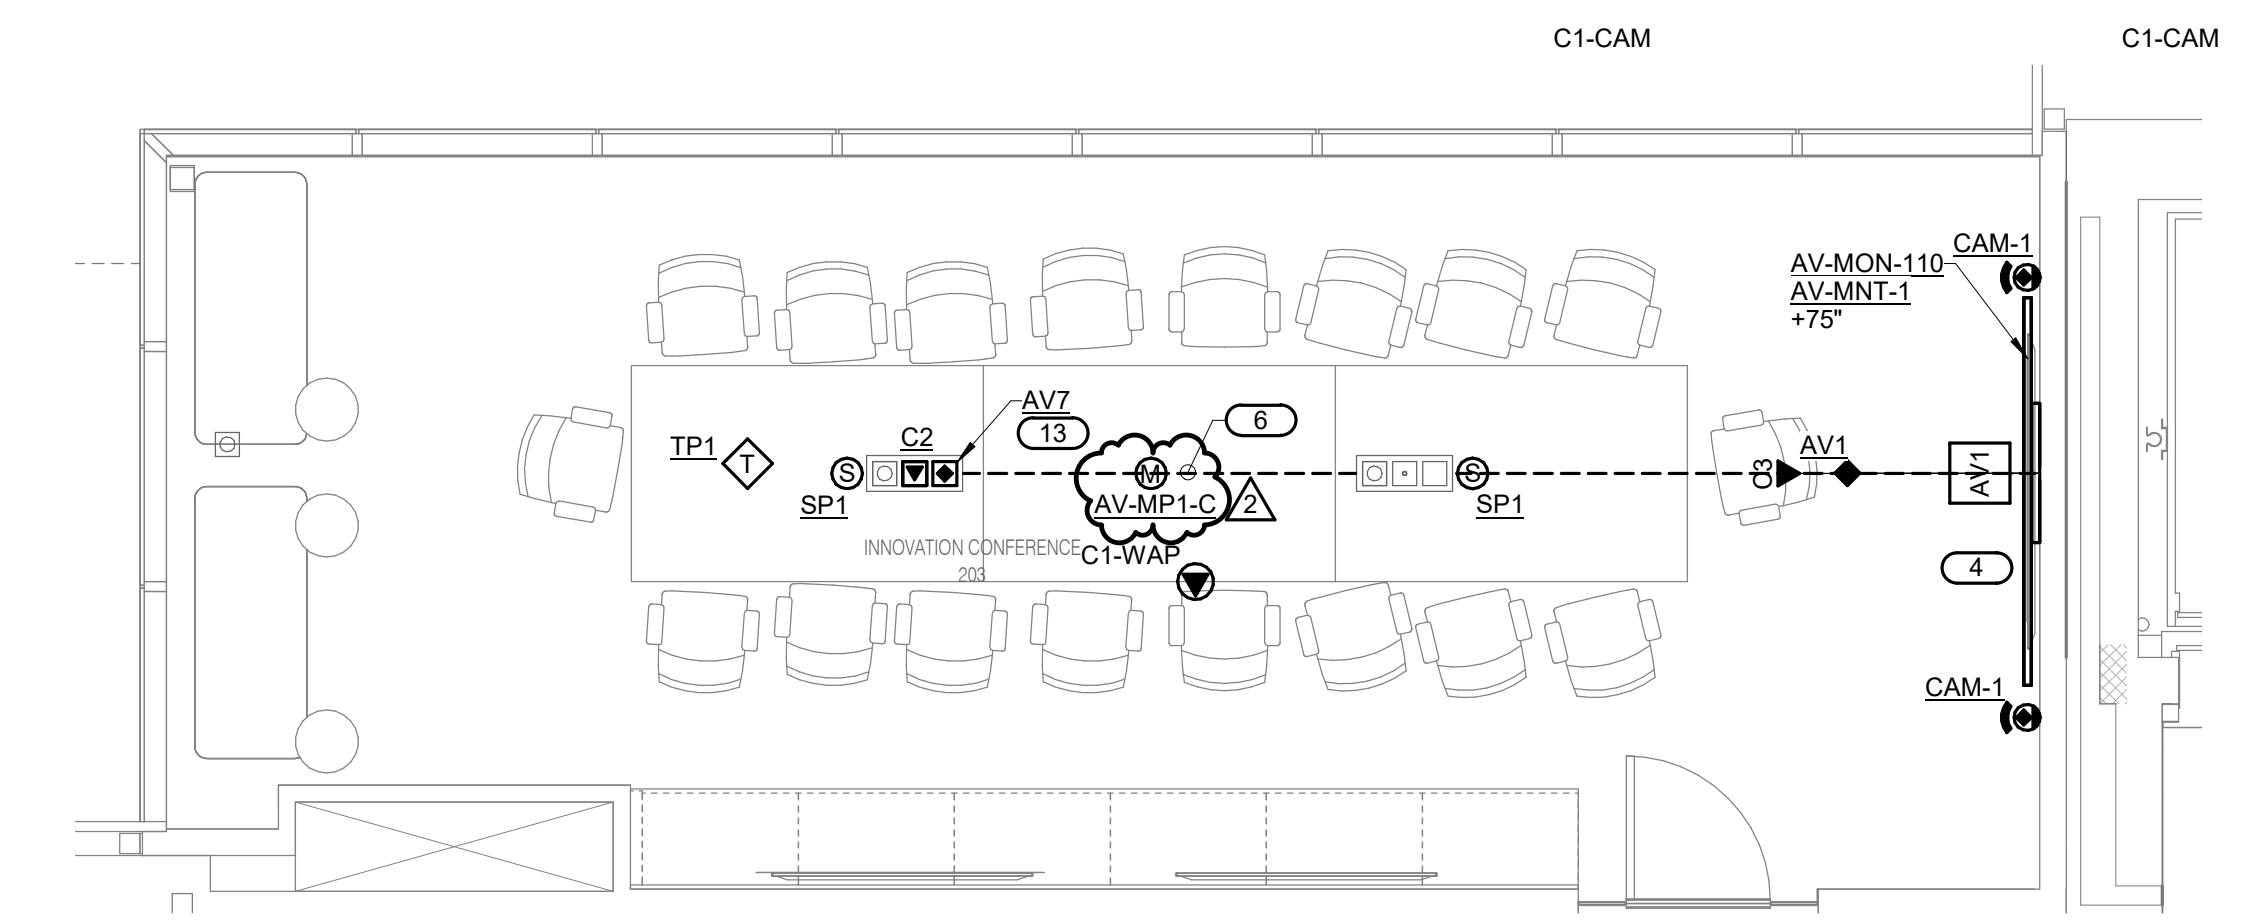 C1-CAM
C1-CAM
CAM-1
AV-MON-110
AV-MNT-1
+75"
AV7
13
6
C2
TP1
T
S
SP1
M
AV-MP1-C
2
S
SP1
O3
AV1
AV1
INNOVATION CONFERENCE
203
C1-WAP
4
CAM-1